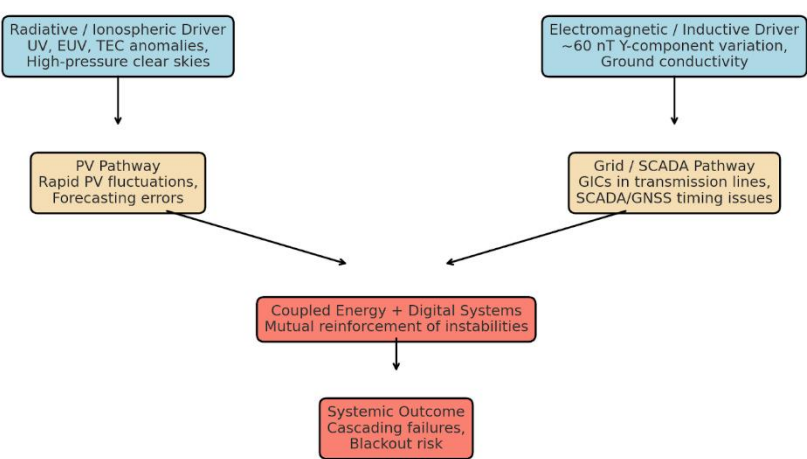 Radiative / Ionospheric Driver
UV, EUV, TEC anomalies,
High-pressure clear skies
Electromagnetic / Inductive Driver
~60 nT Y-component variation,
Ground conductivity
PV Pathway
Rapid PV fluctuations,
Forecasting errors
Grid / SCADA Pathway
GICs in transmission lines,
SCADA/GNSS timing issues
Coupled Energy + Digital Systems
Mutual reinforcement of instabilities
Systemic Outcome
Cascading failures,
Blackout risk